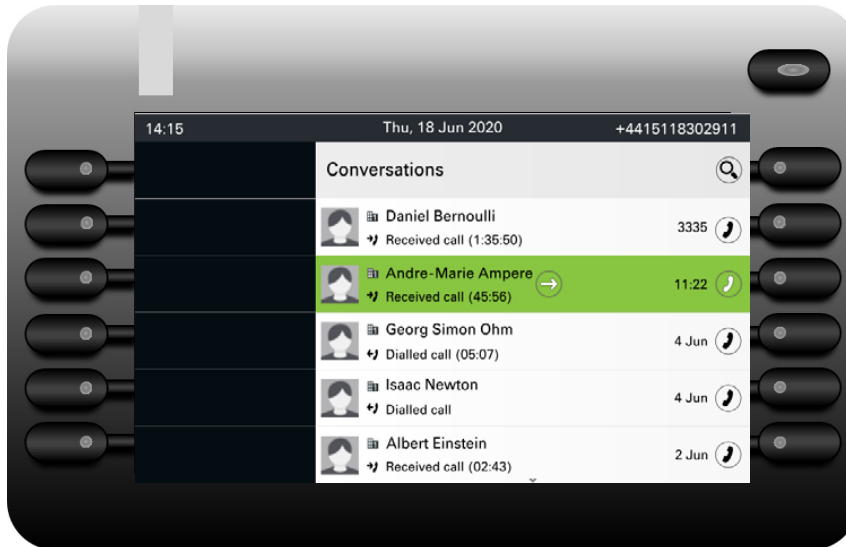 14:15 Thu, 18 Jun 2020 +4415118302911
Conversations
Daniel Bernoulli
Received call (1:35:50)
3335
Andre-Marie Ampere
Received call (45:56)
11:22
Georg Simon Ohm
Dialled call (05:07)
4 Jun
Isaac Newton
Dialled call
4 Jun
Albert Einstein
Received call (02:43)
2 Jun